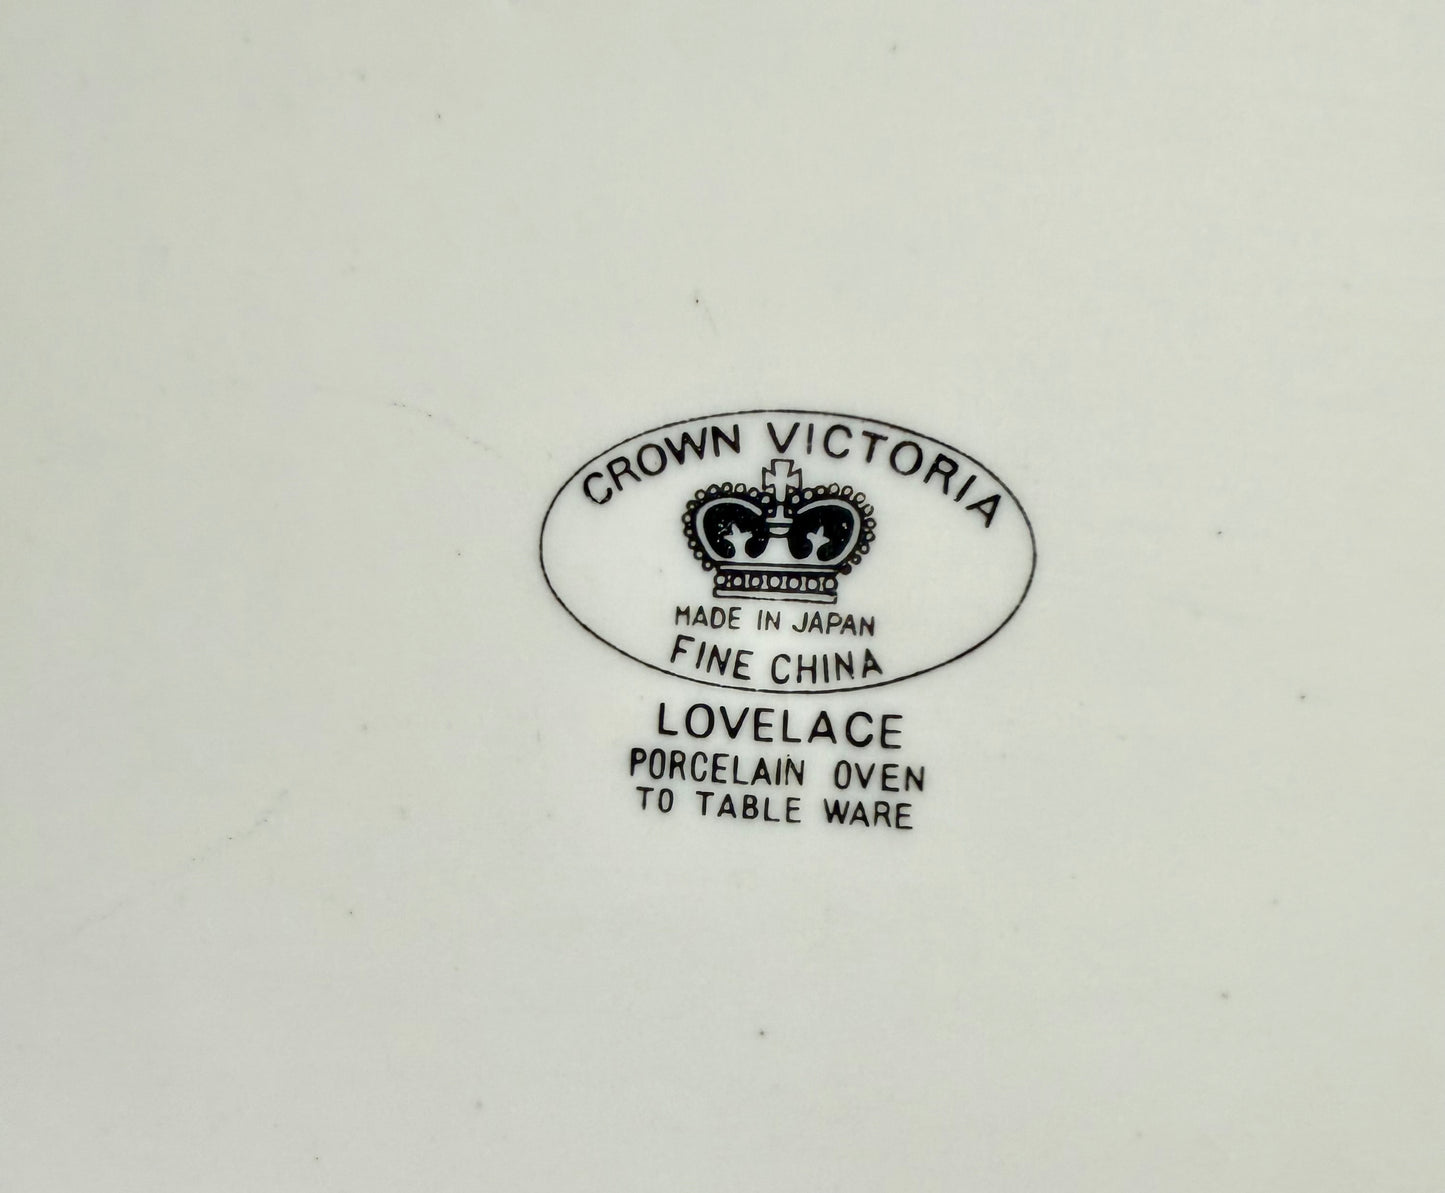 CROWN VICTORIA
MADE IN JAPAN
FINE CHINA
LOVELACE
PORCELAIN OVEN
TO TABLE WARE